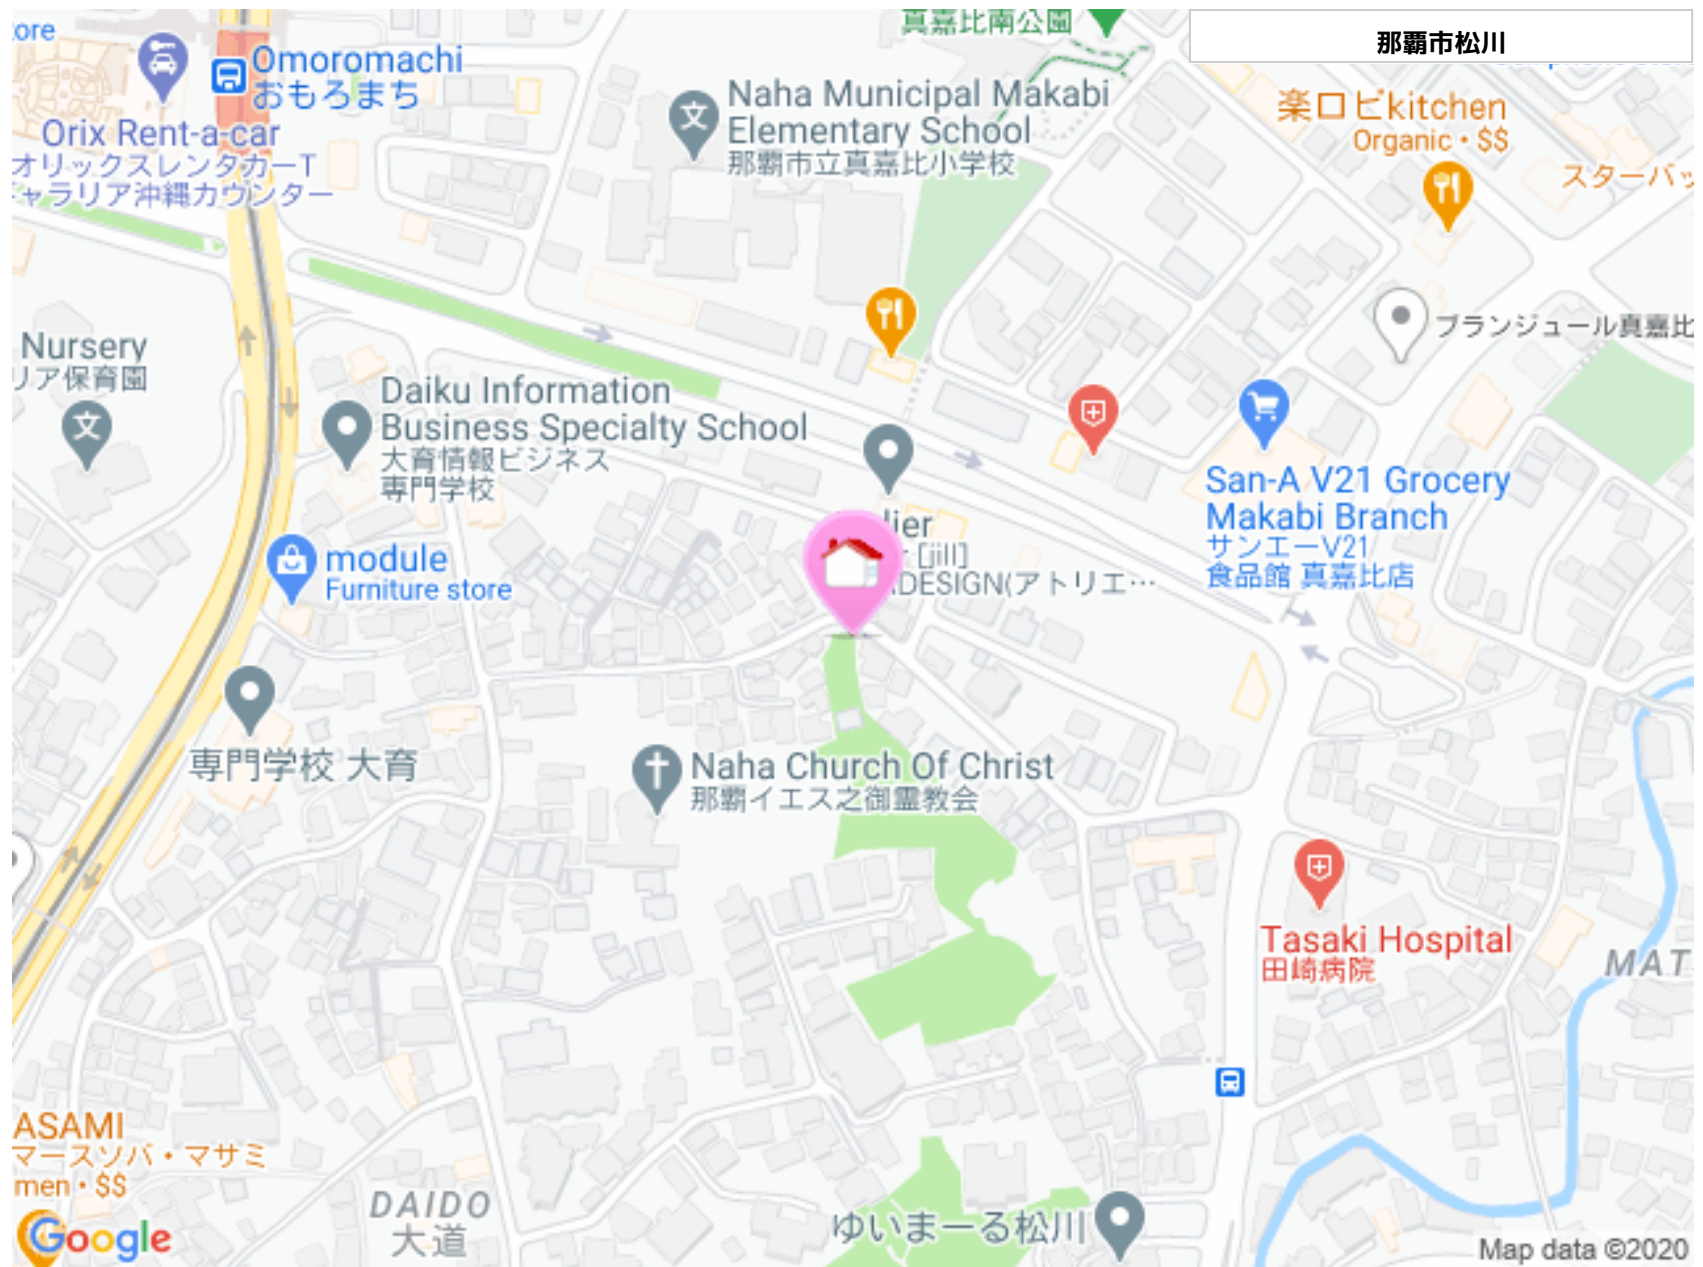 那覇市松川
ore
Omoromachi
おもろまち
Orix Rent-a-car
オリックスレンタカーT
ギャラリア沖縄カウンター
真嘉比南公園
Naha Municipal Makabi
Elementary School
那覇市立真嘉比小学校
楽ロビkitchen
Organic • $$
スターバッ
ブランジュール真嘉比
Nursery
リア保育園
Daiku Information
Business Specialty School
大育情報ビジネス
専門学校
San-A V21 Grocery
Makabi Branch
サンエーV21
食品館 真嘉比店
lier
[jill]
DESIGN(アトリエ…
module
Furniture store
専門学校 大育
Naha Church Of Christ
那覇イエス之御霊教会
Tasaki Hospital
田崎病院
MAT
ASAMI
マースソバ・マサミ
men • $$
DAIDO
大道
ゆいまーる松川
Google
Map data ©2020